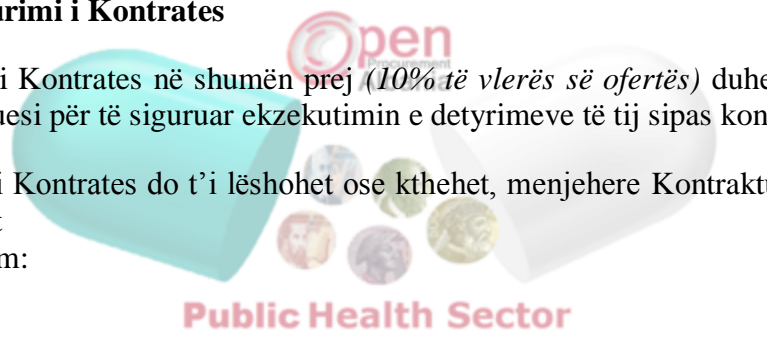 urimi i Kontrates
Open
Procurement
Albania
i Kontrates në shumën prej (10% të vlerës së ofertës) duhe
uesi për të siguruar ekzekutimin e detyrimeve të tij sipas kon
i Kontrates do t'i lëshohet ose kthehet, menjehere Kontraktu
t
m:
Public Health Sector